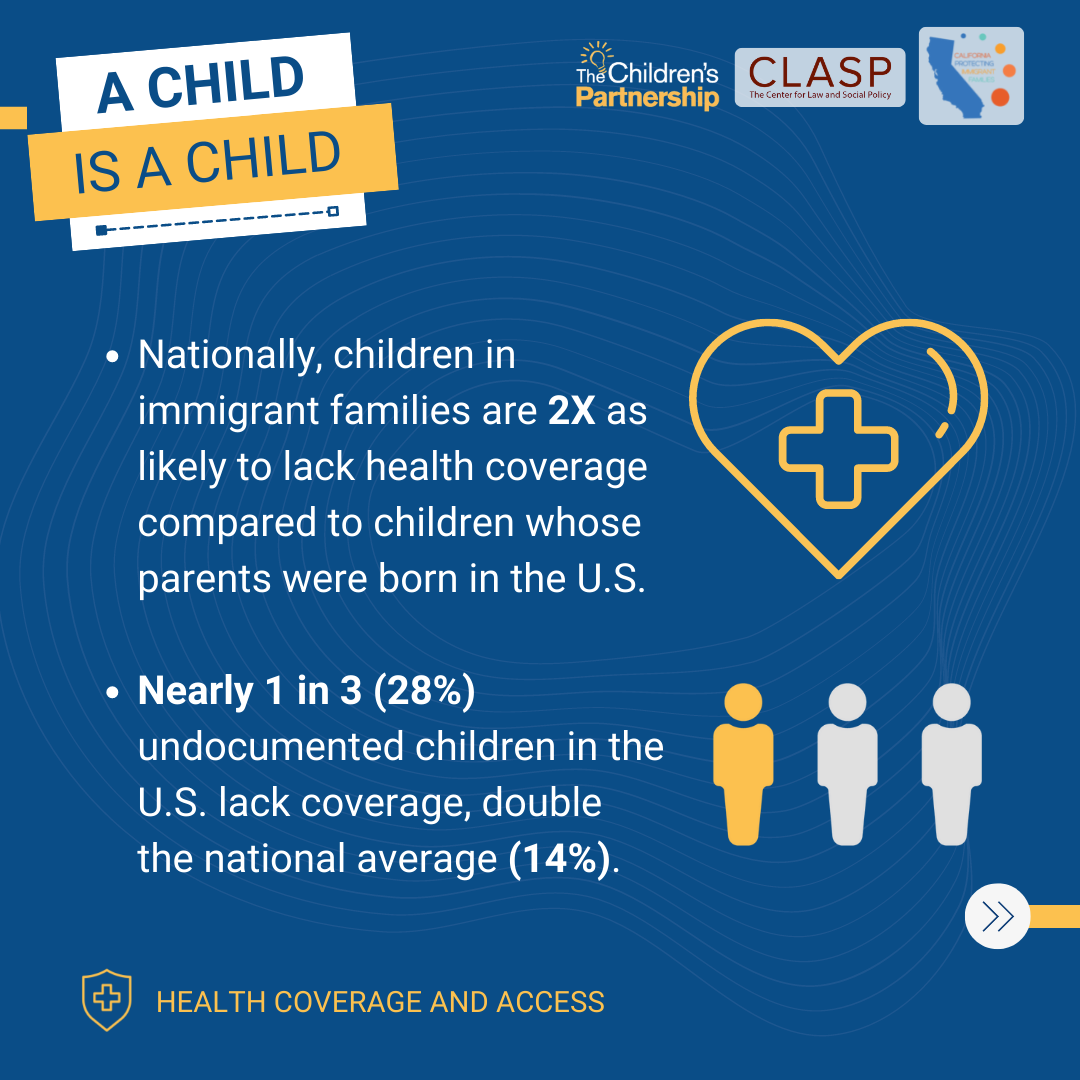 A CHILD
IS A CHILD
The Children's
Partnership
CLASP
The Center for Law and Social Policy
CALIFORNIA
PROTECTING
IMMIGRANT
FAMILIES
• Nationally, children in
immigrant families are 2X as
likely to lack health coverage
compared to children whose
parents were born in the U.S.
• Nearly 1 in 3 (28%)
undocumented children in the
U.S. lack coverage, double
the national average (14%).
HEALTH COVERAGE AND ACCESS